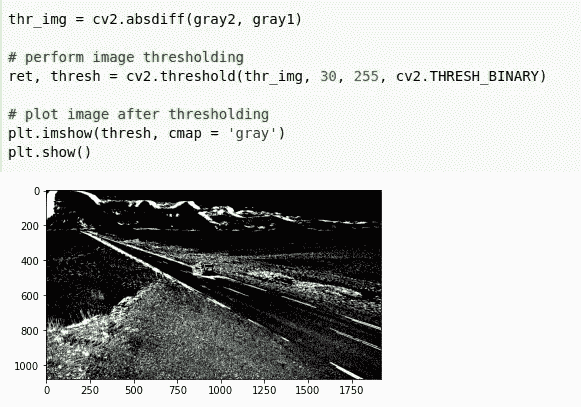 thr_img = cv2.absdiff(gray2, gray1)
# perform image thresholding
ret, thresh = cv2.threshold(thr_img, 30, 255, cv2.THRESH_BINARY)
# plot image after thresholding
plt.imshow(thresh, cmap = 'gray')
plt.show()
0
200
400
600
800
1000
0 250 500 750 1000 1250 1500 1750